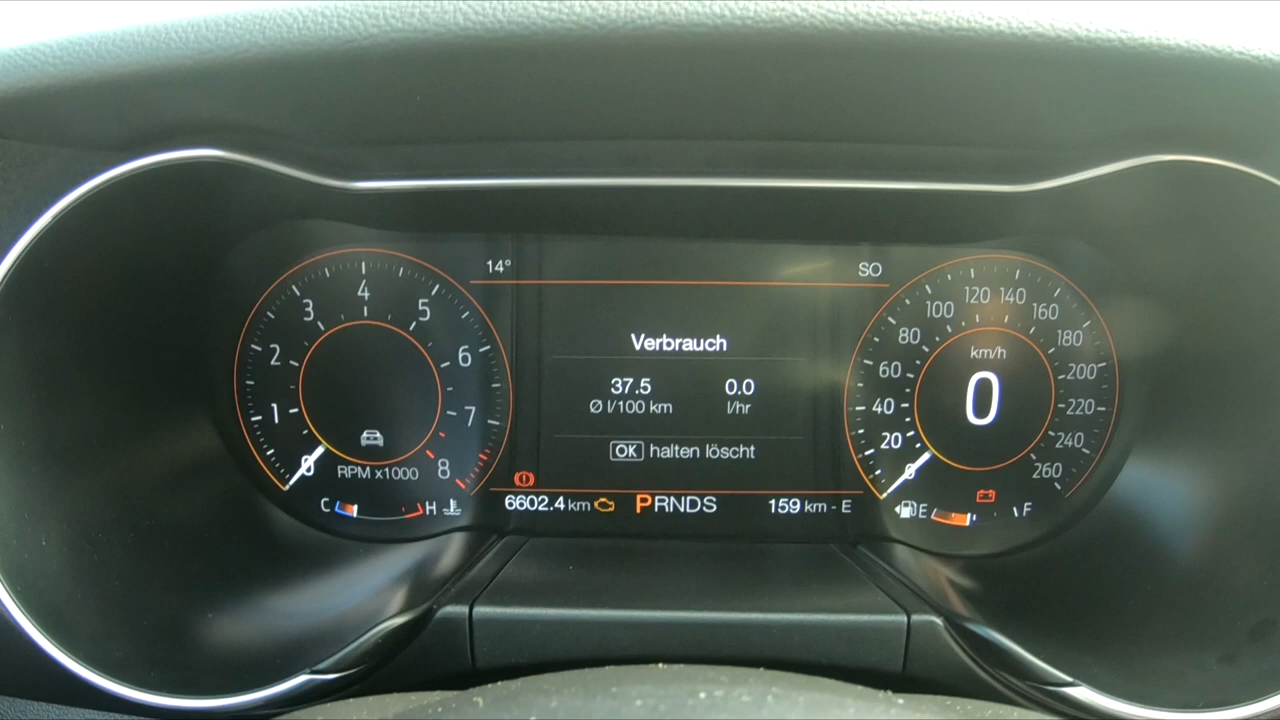 14°
SO
4
3
5
2
6
1
7
0
8
RPM x1000
C
H
Verbrauch
37.5
0.0
Ø l/100 km
l/hr
OK halten löscht
6602.4 km
PRNDS
159 km - E
120
140
100
160
80
180
60
200
40
220
20
240
0
260
km/h
0
E
F